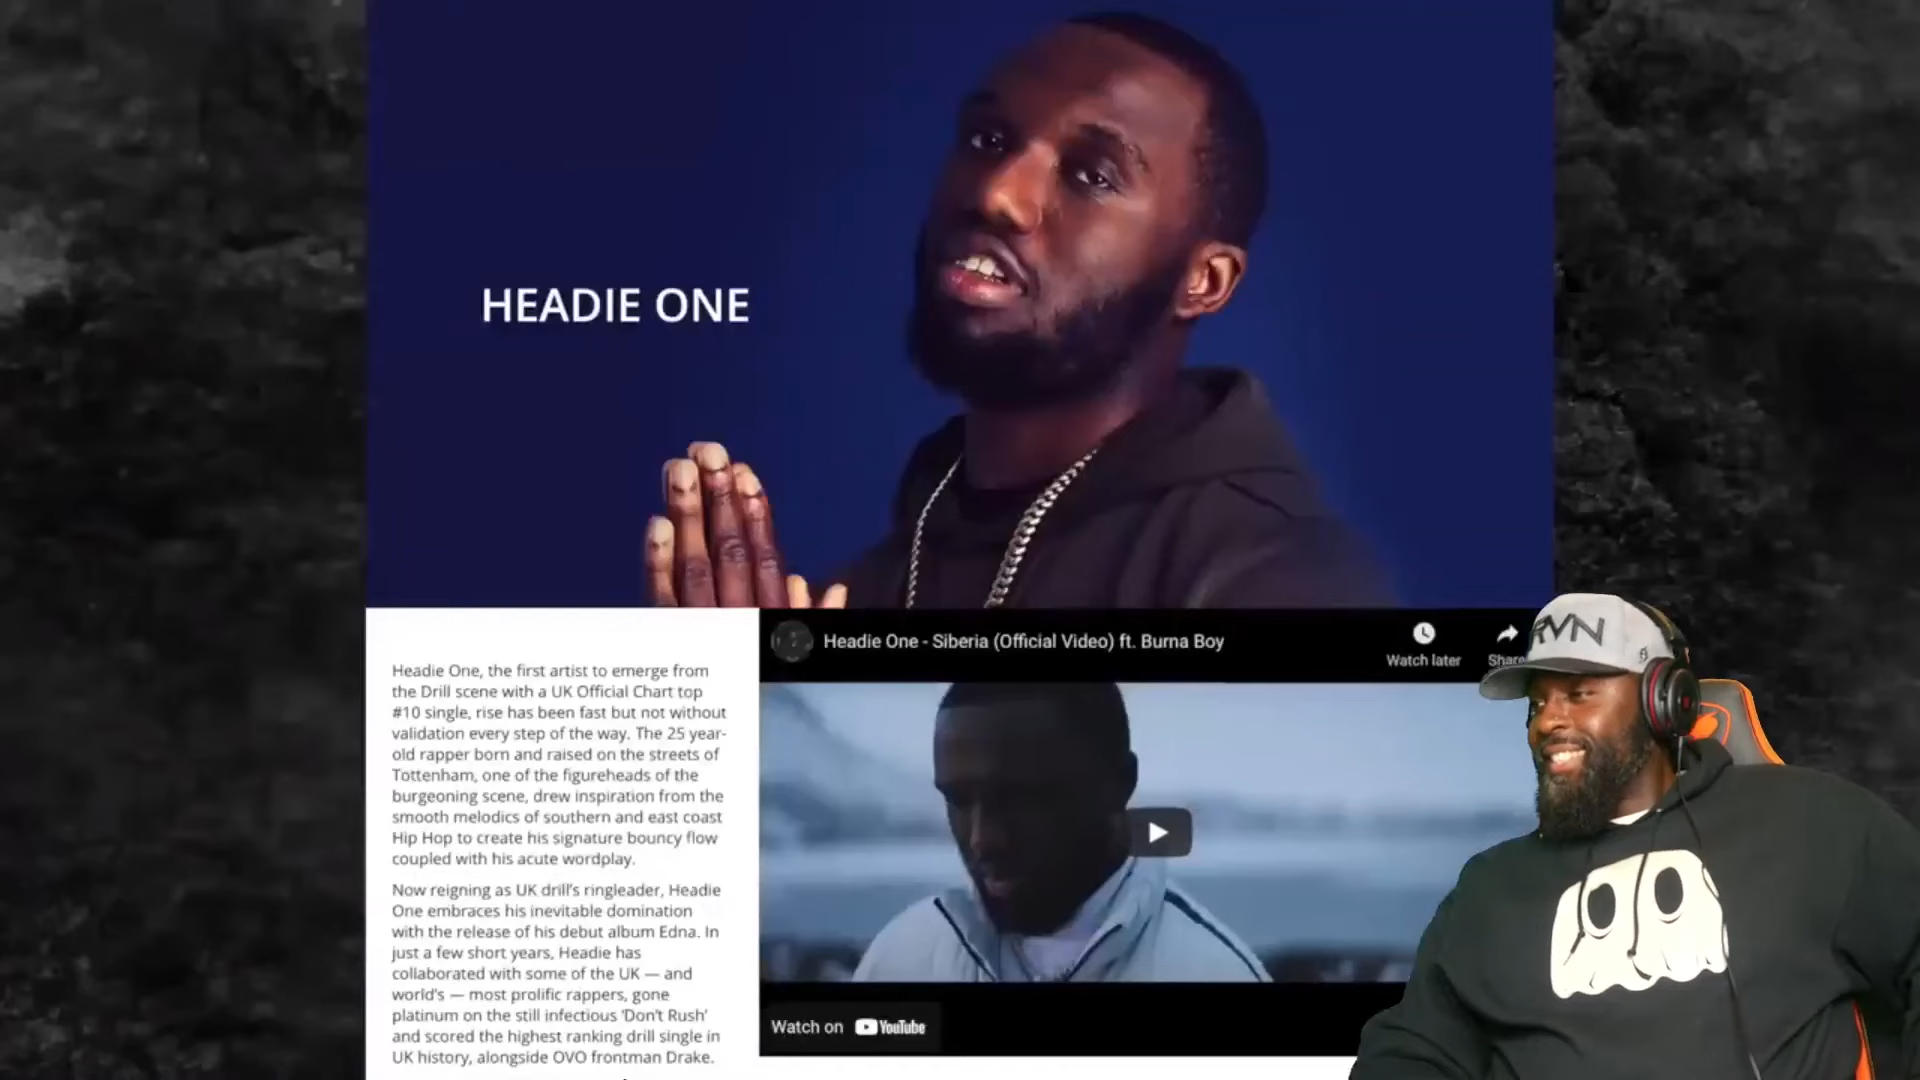 HEADIE ONE
Headie One, the first artist to emerge from
the Drill scene with a UK Official Chart top
#10 single, rise has been fast but not without
validation every step of the way. The 25 year-
old rapper born and raised on the streets of
Tottenham, one of the figureheads of the
burgeoning scene, drew inspiration from the
smooth melodics of southern and east coast
Hip Hop to create his signature bouncy flow
coupled with his acute wordplay.
Now reigning as UK drill's ringleader, Headie
One embraces his inevitable domination
with the release of his debut album Edna. In
just a few short years, Headie has
collaborated with some of the UK — and
world's — most prolific rappers, gone
platinum on the still infectious 'Don't Rush'
and scored the highest ranking drill single in
UK history, alongside OVO frontman Drake.
Headie One - Siberia (Official Video) ft. Burna Boy
Watch later
Share
Watch on YouTube
RVN